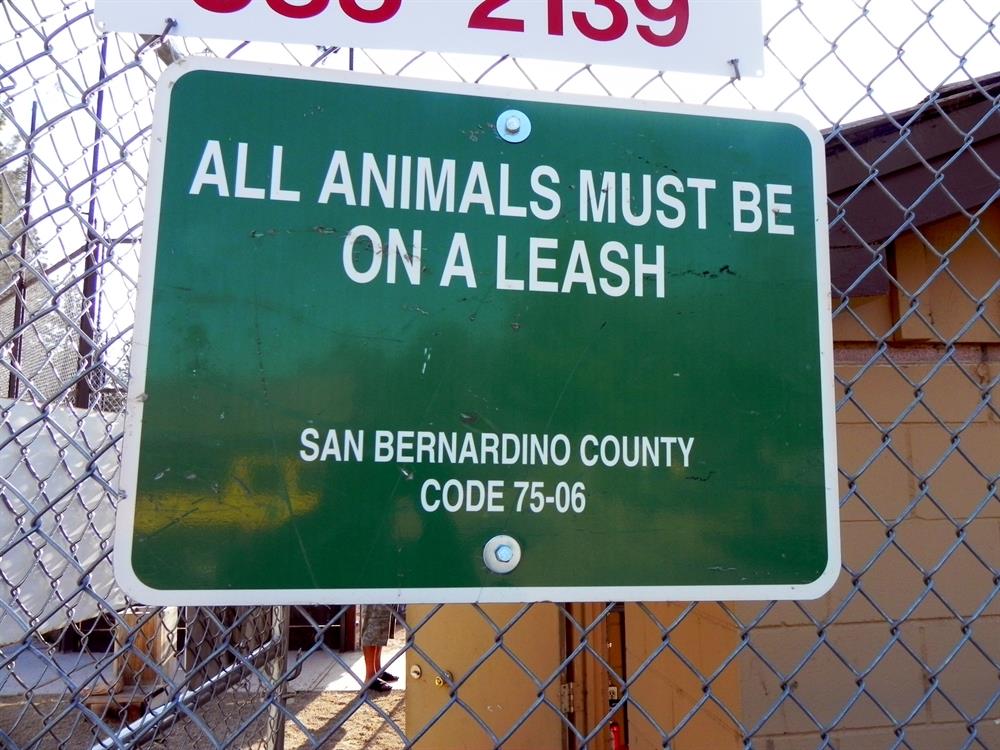 2139
ALL ANIMALS MUST BE
ON A LEASH
SAN BERNARDINO COUNTY
CODE 75-06